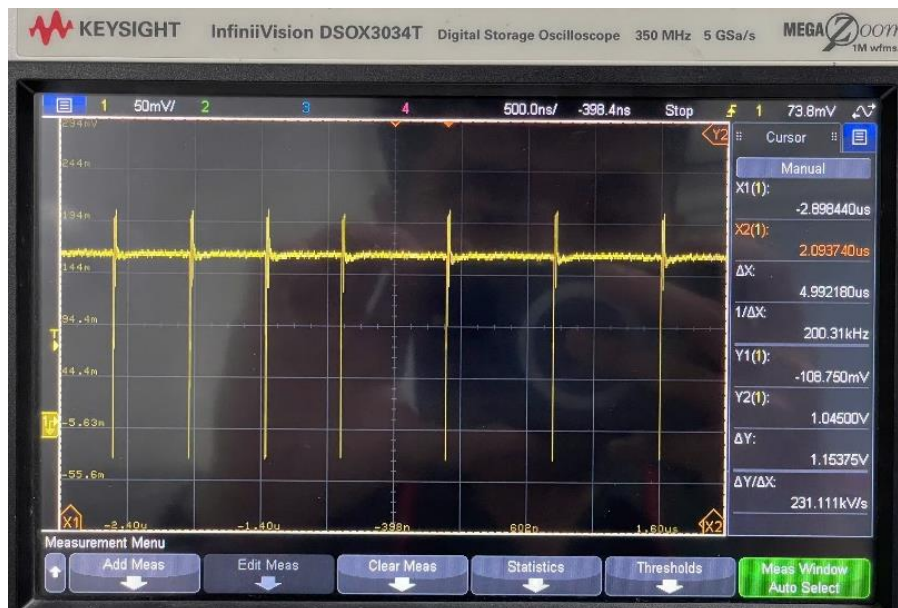 KEYSIGHT InfiniiVision DSOX3034T Digital Storage Oscilloscope 350 MHz 5 GSa/s MEGA Zoom
1M wfms
1 50mV/ 2 3 4 500.0ns/ -398.4ns Stop 1 73.8mV
294mV
Y2
Cursor
244m
Manual
X1(1):
-2.898440us
194m
X2(1):
2.093740us
144m
ΔX:
4.992180us
1/ΔX:
94.4m
200.31kHz
T
Y1(1):
44.4m
-108.750mV
Y2(1):
-5.63m
1.04500V
ΔY:
1.15375V
-55.6m
ΔY/ΔX:
231.111kV/s
X1 -2.40u -1.40u -398n 602n 1.60us X2
Measurement Menu
Add Meas Edit Meas Clear Meas Statistics Thresholds Meas Window
Auto Select